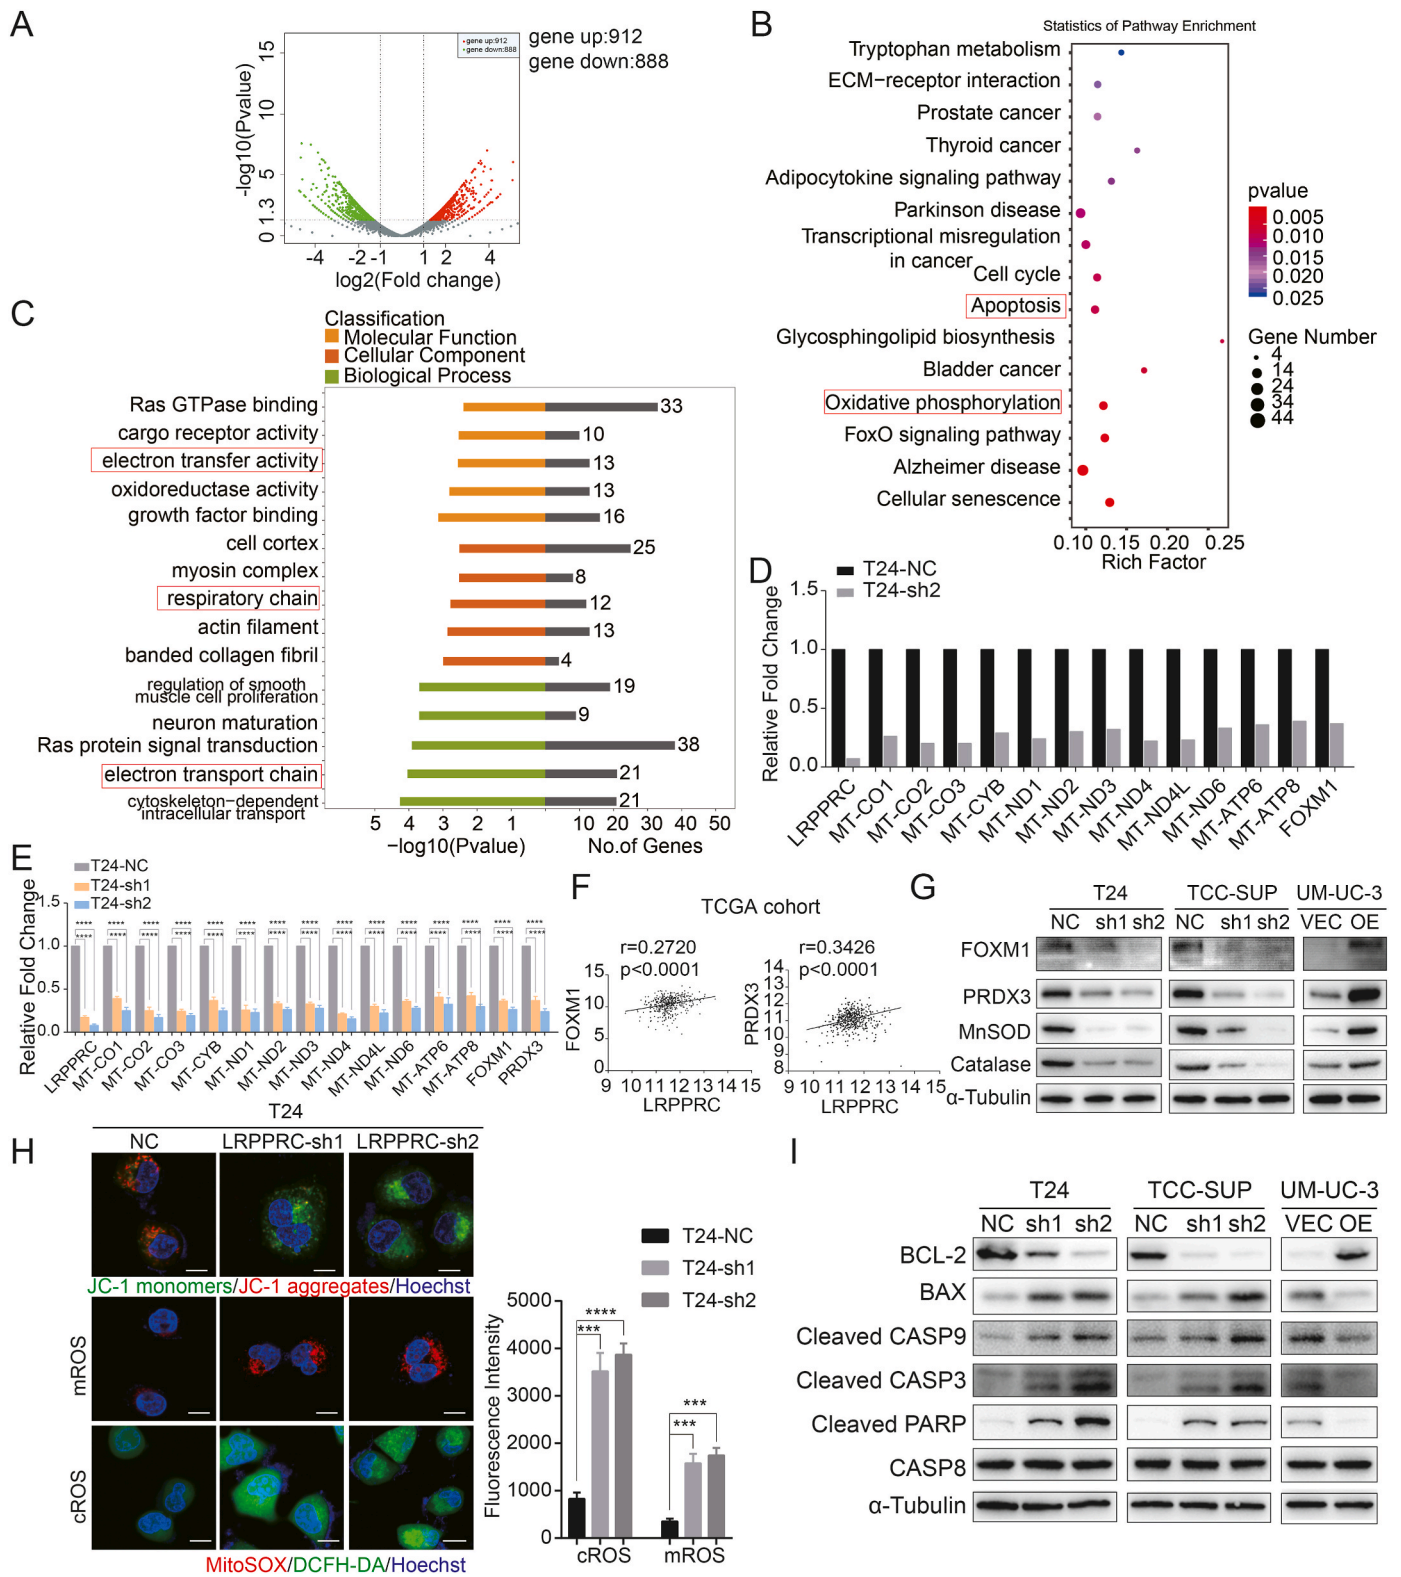 A
gene up:912
gene down:888
gene up:912
gene down:888
-log10(Pvalue)
15
10
5
1.3
0
-4
-2
-1
1
2
4
log2(Fold change)
B
Statistics of Pathway Enrichment
Tryptophan metabolism
ECM−receptor interaction
Prostate cancer
Thyroid cancer
Adipocytokine signaling pathway
Parkinson disease
Transcriptional misregulation
in cancer
Cell cycle
Apoptosis
Glycosphingolipid biosynthesis
Bladder cancer
Oxidative phosphorylation
FoxO signaling pathway
Alzheimer disease
Cellular senescence
0.10
0.15
0.20
0.25
Rich Factor
pvalue
0.005
0.010
0.015
0.020
0.025
Gene Number
4
14
24
34
44
C
Classification
Molecular Function
Cellular Component
Biological Process
Ras GTPase binding
33
cargo receptor activity
10
electron transfer activity
13
oxidoreductase activity
13
growth factor binding
16
cell cortex
25
myosin complex
8
respiratory chain
12
actin filament
13
banded collagen fibril
4
regulation of smooth
muscle cell proliferation
19
neuron maturation
9
Ras protein signal transduction
38
electron transport chain
21
cytoskeleton−dependent
intracellular transport
21
5 4 3 2 1 10 20 30 40 50
−log10(Pvalue)
No.of Genes
D
T24-NC
T24-sh2
Relative Fold Change
1.5
1.0
0.5
0.0
LRPPRC
MT-CO1
MT-CO2
MT-CO3
MT-CYB
MT-ND1
MT-ND2
MT-ND3
MT-ND4
MT-ND4L
MT-ND6
MT-ATP6
MT-ATP8
FOXM1
E
T24-NC
T24-sh1
T24-sh2
Relative Fold Change
1.5
1.0
0.5
0.0
**** **** **** **** **** **** **** **** **** **** **** **** **** **** ****
**** **** **** **** **** **** **** **** **** **** **** **** **** **** ****
LRPPRC
MT-CO1
MT-CO2
MT-CO3
MT-CYB
MT-ND1
MT-ND2
MT-ND3
MT-ND4
MT-ND4L
MT-ND6
MT-ATP6
MT-ATP8
FOXM1
PRDX3
F
TCGA cohort
r=0.2720
p<0.0001
FOXM1
15
10
5
0
9 10 11 12 13 14 15
LRPPRC
r=0.3426
p<0.0001
PRDX3
14
13
12
11
10
9
8
9 10 11 12 13 14 15
LRPPRC
G
T24
TCC-SUP
UM-UC-3
NC sh1 sh2
NC sh1 sh2
VEC OE
FOXM1
PRDX3
MnSOD
Catalase
α-Tubulin
H
T24
NC
LRPPRC-sh1
LRPPRC-sh2
JC-1 monomers/JC-1 aggregates/Hoechst
mROS
cROS
MitoSOX/DCFH-DA/Hoechst
T24-NC
T24-sh1
T24-sh2
Fluorescence Intensity
5000
4000
3000
2000
1000
0
****
***
***
***
cROS
mROS
I
T24
TCC-SUP
UM-UC-3
NC sh1 sh2
NC sh1 sh2
VEC OE
BCL-2
BAX
Cleaved CASP9
Cleaved CASP3
Cleaved PARP
CASP8
α-Tubulin